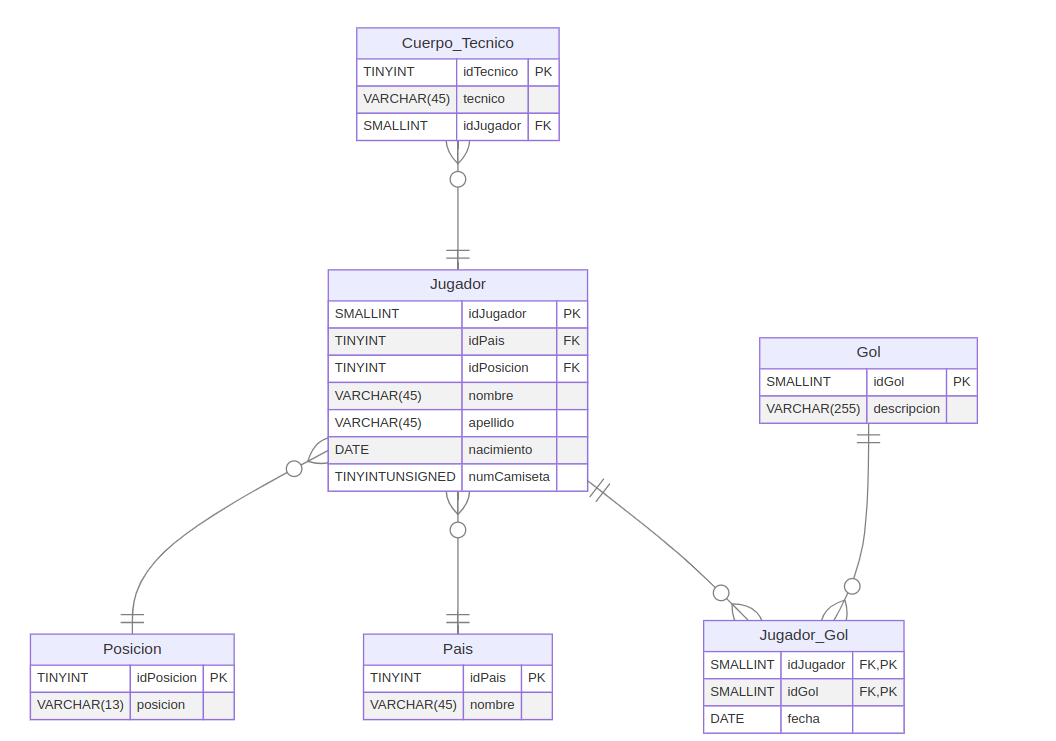 Cuerpo_Tecnico
TINYINT idTecnico PK
VARCHAR(45) tecnico
SMALLINT idJugador FK
Jugador
SMALLINT idJugador PK
TINYINT idPais FK
TINYINT idPosicion FK
VARCHAR(45) nombre
VARCHAR(45) apellido
DATE nacimiento
TINYINTUNSIGNED numCamiseta
Gol
SMALLINT idGol PK
VARCHAR(255) descripcion
Posicion
TINYINT idPosicion PK
VARCHAR(13) posicion
Pais
TINYINT idPais PK
VARCHAR(45) nombre
Jugador_Gol
SMALLINT idJugador FK,PK
SMALLINT idGol FK,PK
DATE fecha